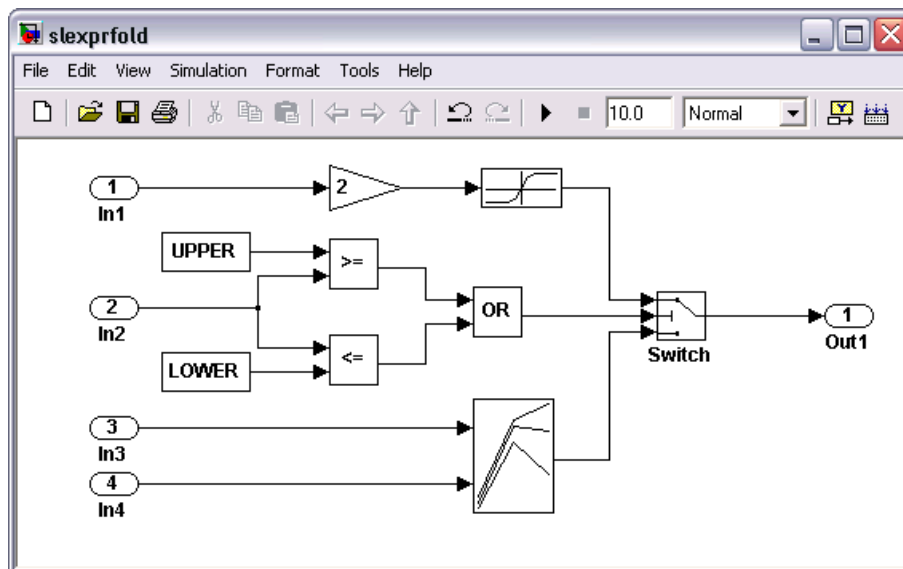 slexprfold
File Edit View Simulation Format Tools Help
10.0 Normal
1
In1
2
UPPER
>=
2
In2
OR
<=
LOWER
Switch
1
Out1
3
In3
4
In4